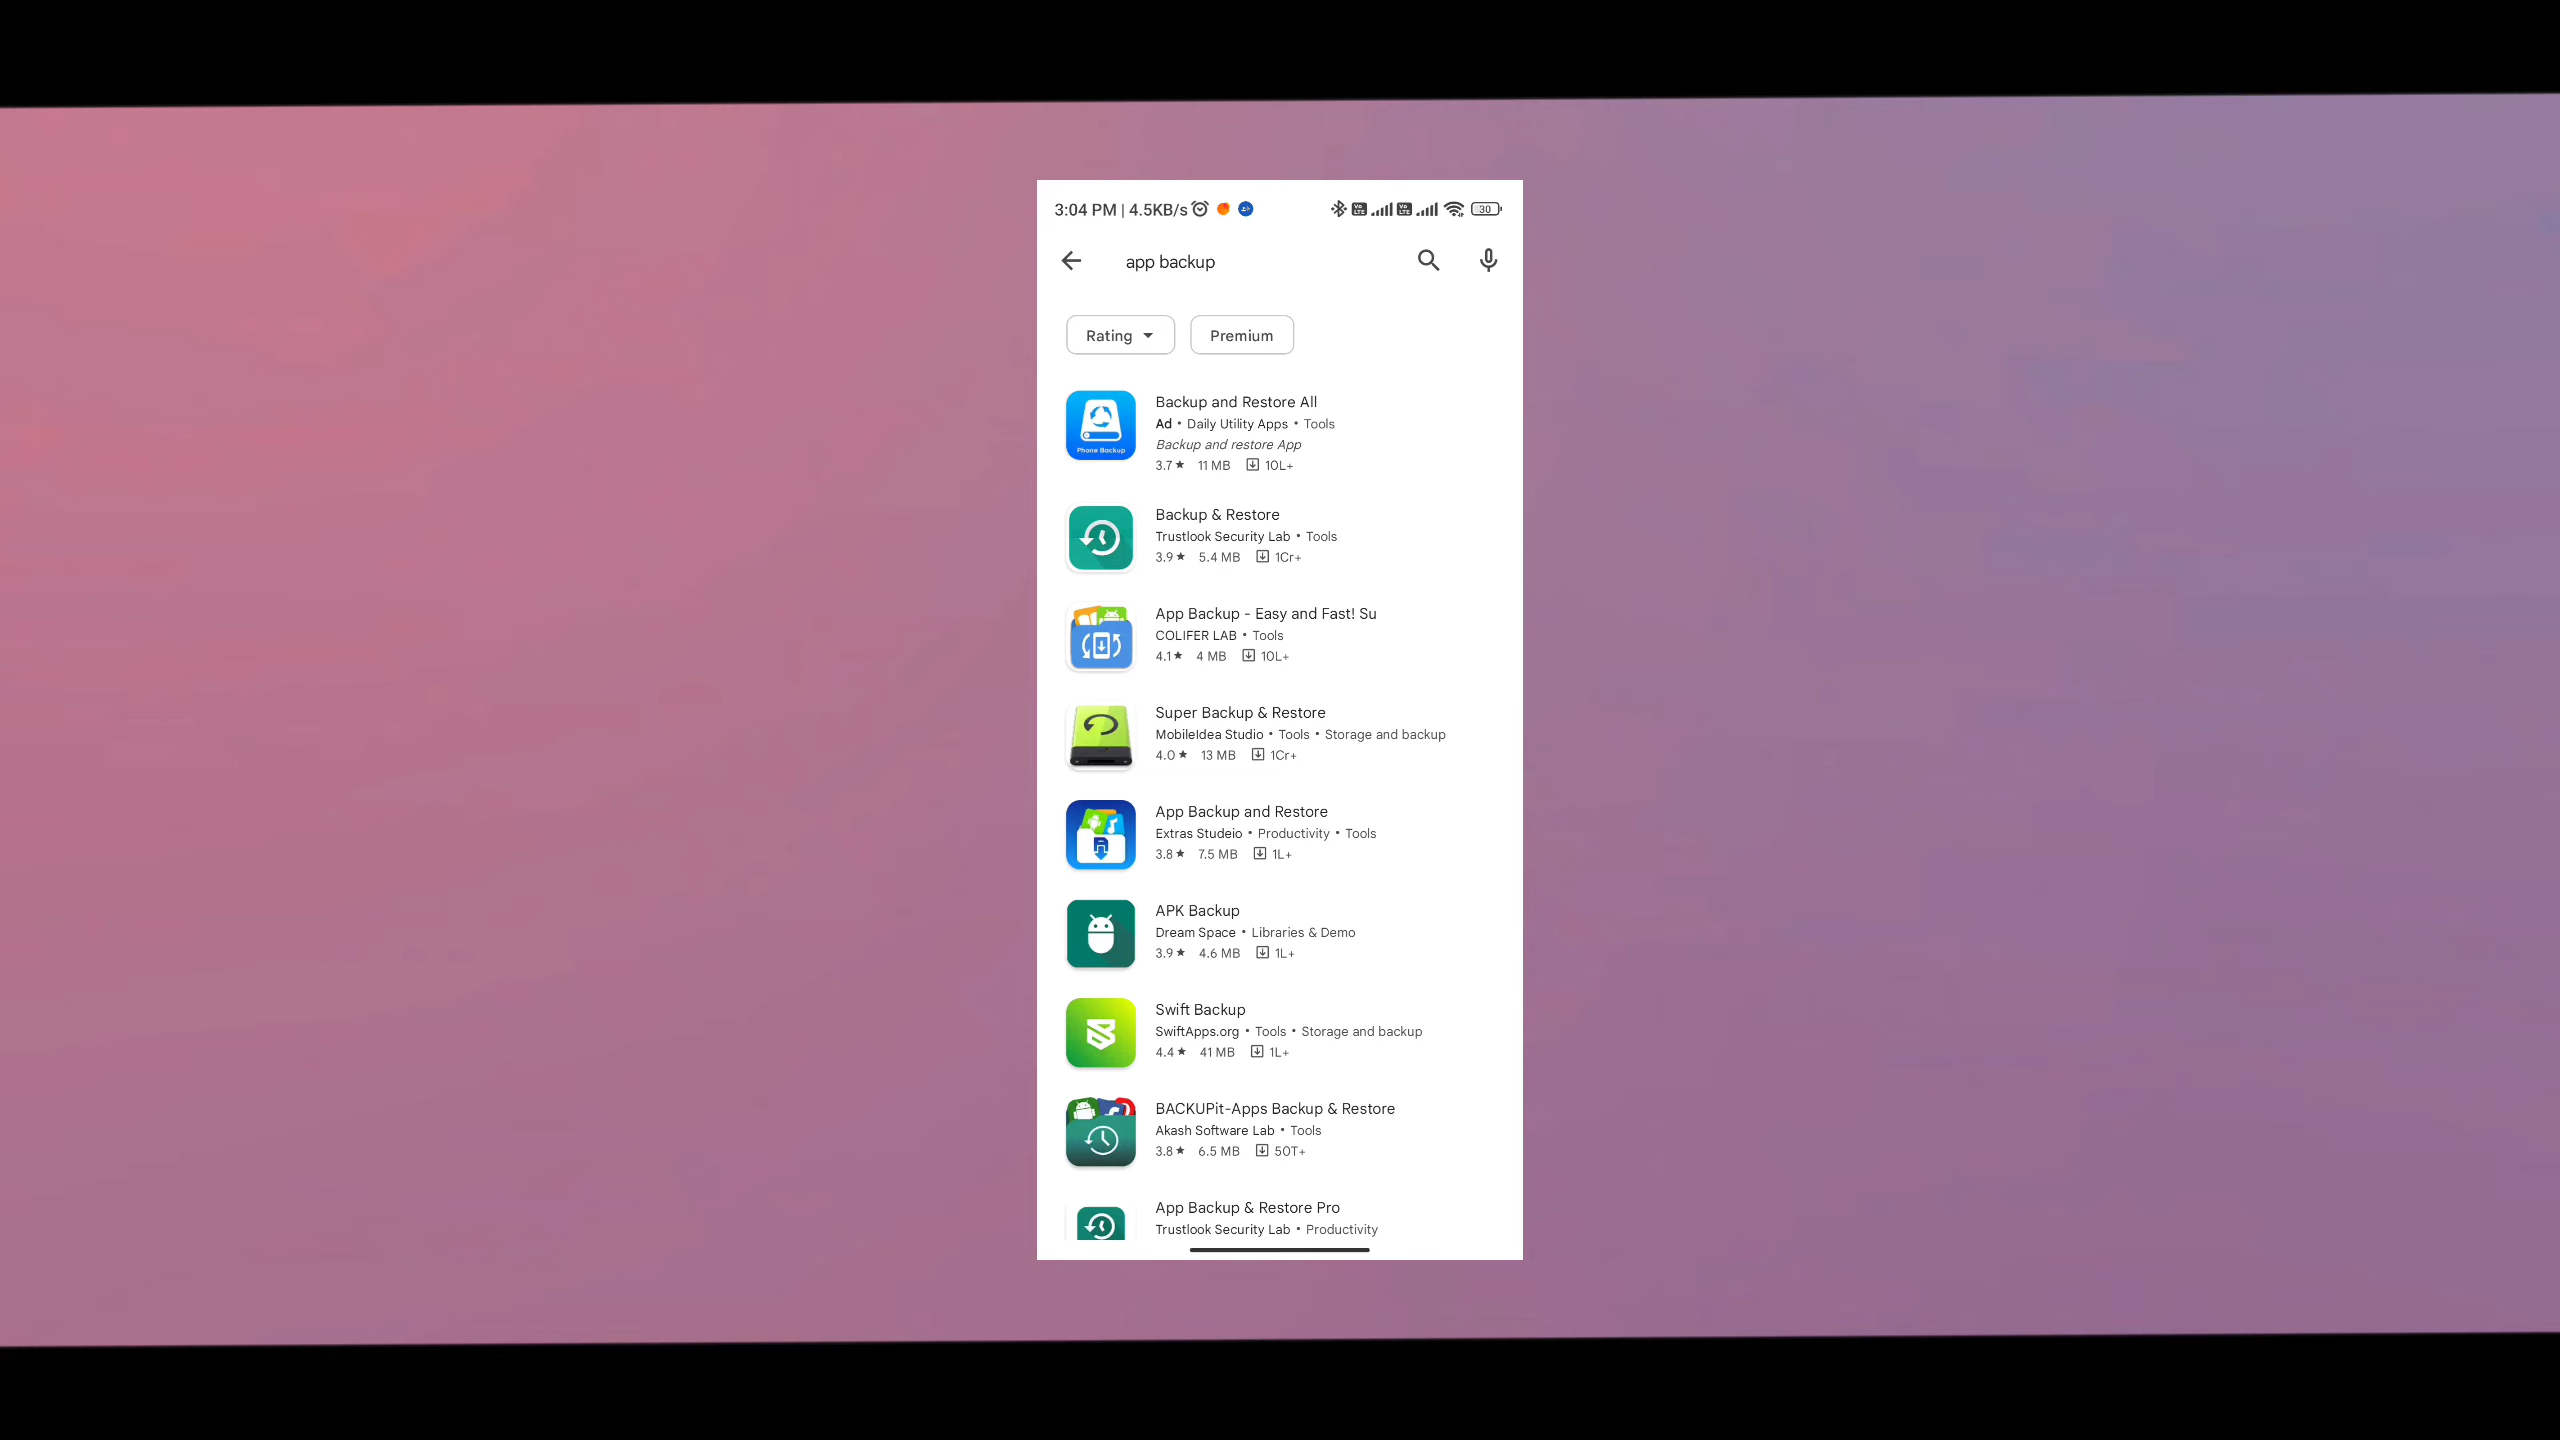 3:04 PM | 4.5KB/s 30
app backup
Rating Premium
Phone Backup
Backup and Restore All
Ad • Daily Utility Apps • Tools
Backup and restore App
3.7★ 11 MB 10L+
Backup & Restore
Trustlook Security Lab • Tools
3.9★ 5.4 MB 1Cr+
App Backup - Easy and Fast! Su
COLIFER LAB • Tools
4.1★ 4 MB 10L+
Super Backup & Restore
MobileIdea Studio • Tools • Storage and backup
4.0★ 13 MB 1Cr+
App Backup and Restore
Extras Studeio • Productivity • Tools
3.8★ 7.5 MB 1L+
APK Backup
Dream Space • Libraries & Demo
3.9★ 4.6 MB 1L+
Swift Backup
SwiftApps.org • Tools • Storage and backup
4.4★ 41 MB 1L+
BACKUPit-Apps Backup & Restore
Akash Software Lab • Tools
3.8★ 6.5 MB 50T+
App Backup & Restore Pro
Trustlook Security Lab • Productivity